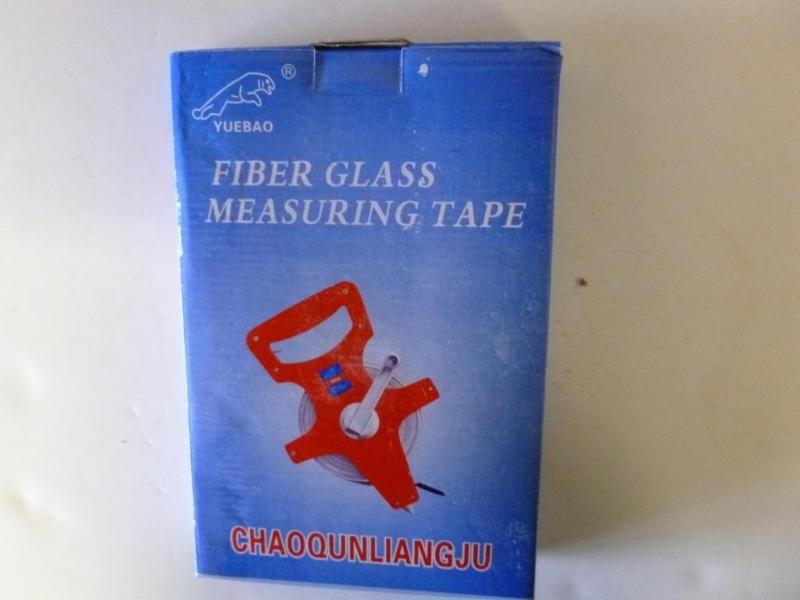 ®
YUEBAO
FIBER GLASS
MEASURING TAPE
CHAOQUNLIANGJU